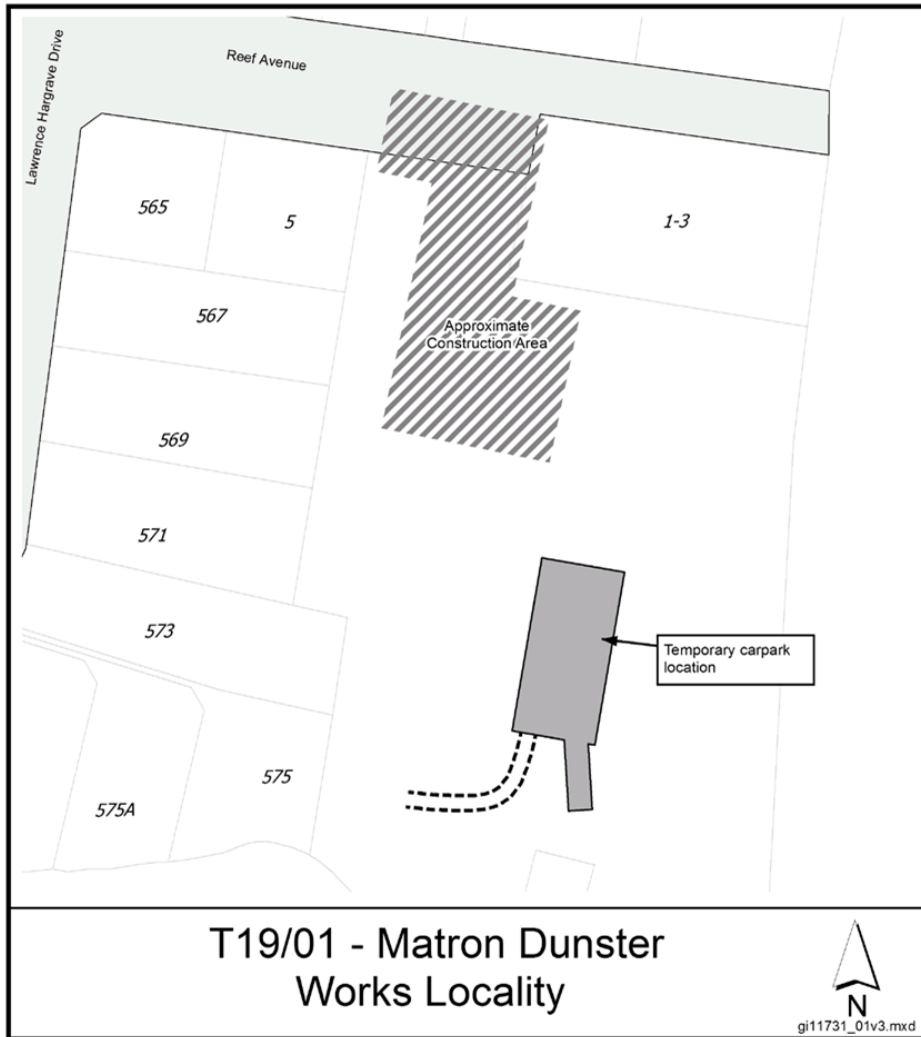 Reef Avenue
Lawrence Hargrave Drive
565
5
1-3
567
Approximate
Construction Area
569
571
573
Temporary carpark
location
575
575A
T19/01 - Matron Dunster
Works Locality
N
gi11731_01v3.mxd